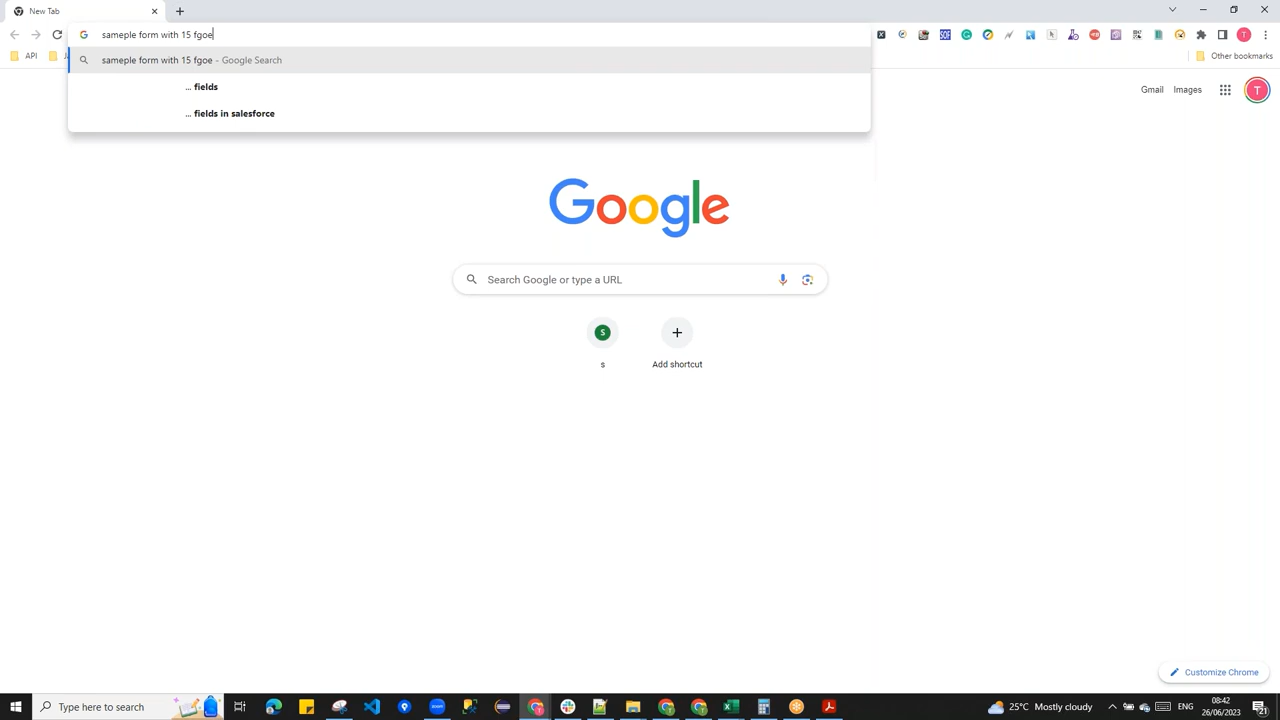 New Tab
sameple form with 15 fgoe
sameple form with 15 fgoe - Google Search
... fields
... fields in salesforce
API
Other bookmarks
Gmail
Images
T
Google
Search Google or type a URL
S
s
Add shortcut
Customize Chrome
Type here to search
25°C Mostly cloudy
ENG
08:42
26/06/2023